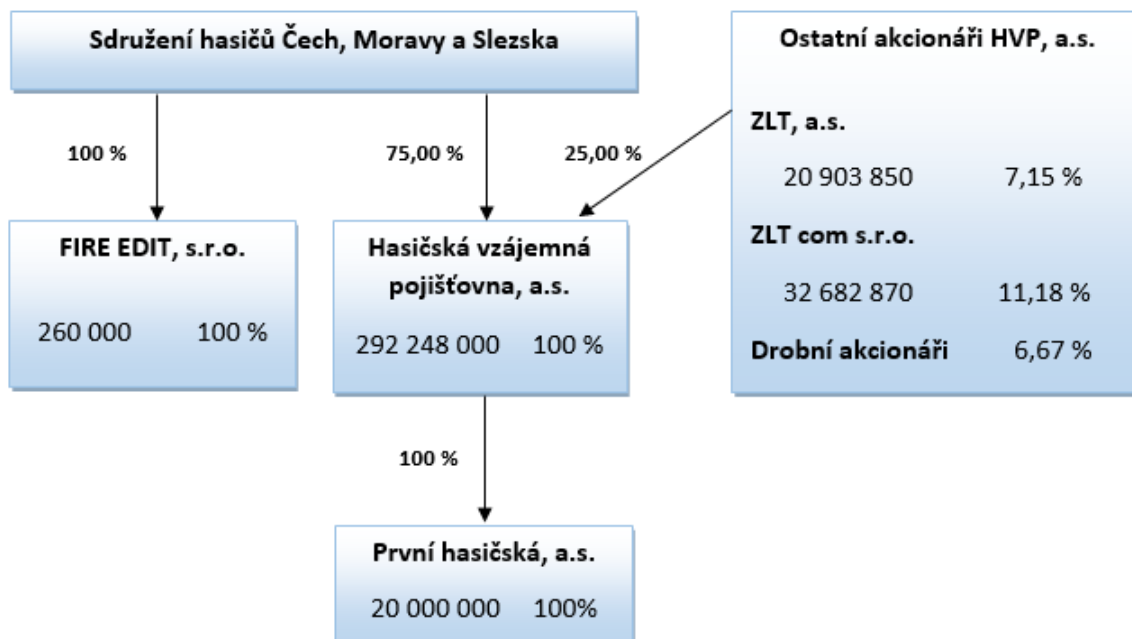 Sdružení hasičů Čech, Moravy a Slezska
Ostatní akcionáři HVP, a.s.
ZLT, a.s.
20 903 850 7,15 %
ZLT com s.r.o.
32 682 870 11,18 %
Drobní akcionáři 6,67 %
100 %
75,00 %
25,00 %
FIRE EDIT, s.r.o.
260 000 100 %
Hasičská vzájemná
pojišťovna, a.s.
292 248 000 100 %
100 %
První hasičská, a.s.
20 000 000 100%